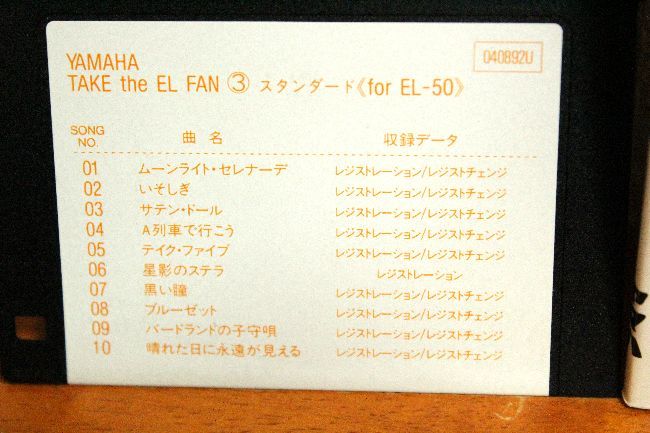 YAMAHA
040892U
TAKE the EL FAN ③ スタンダード《for EL-50》
SONG NO. 曲名 収録データ
01 ムーンライト・セレナーデ レジストレーション/レジストチェンジ
02 いそしぎ レジストレーション/レジストチェンジ
03 サテン・ドール レジストレーション/レジストチェンジ
04 A列車で行こう レジストレーション/レジストチェンジ
05 テイク・ファイブ レジストレーション/レジストチェンジ
06 星影のステラ レジストレーション
07 黒い瞳 レジストレーション/レジストチェンジ
08 ブルーゼット レジストレーション/レジストチェンジ
09 バードランドの子守唄 レジストレーション/レジストチェンジ
10 晴れた日に永遠が見える レジストレーション/レジストチェンジ